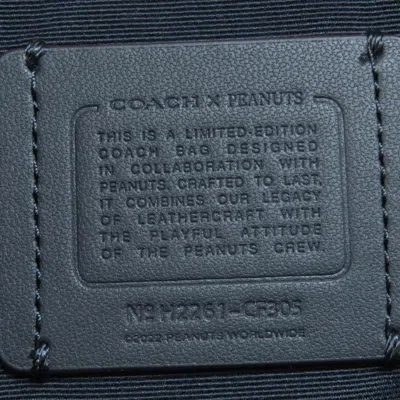 COACH × PEANUTS
THIS IS A LIMITED-EDITION
COACH BAG DESIGNED
IN COLLABORATION WITH
PEANUTS. CRAFTED TO LAST,
IT COMBINES OUR LEGACY
OF LEATHERCRAFT WITH
THE PLAYFUL ATTITUDE
OF THE PEANUTS CREW.
Nº H2261-CF305
©2022 PEANUTS WORLDWIDE